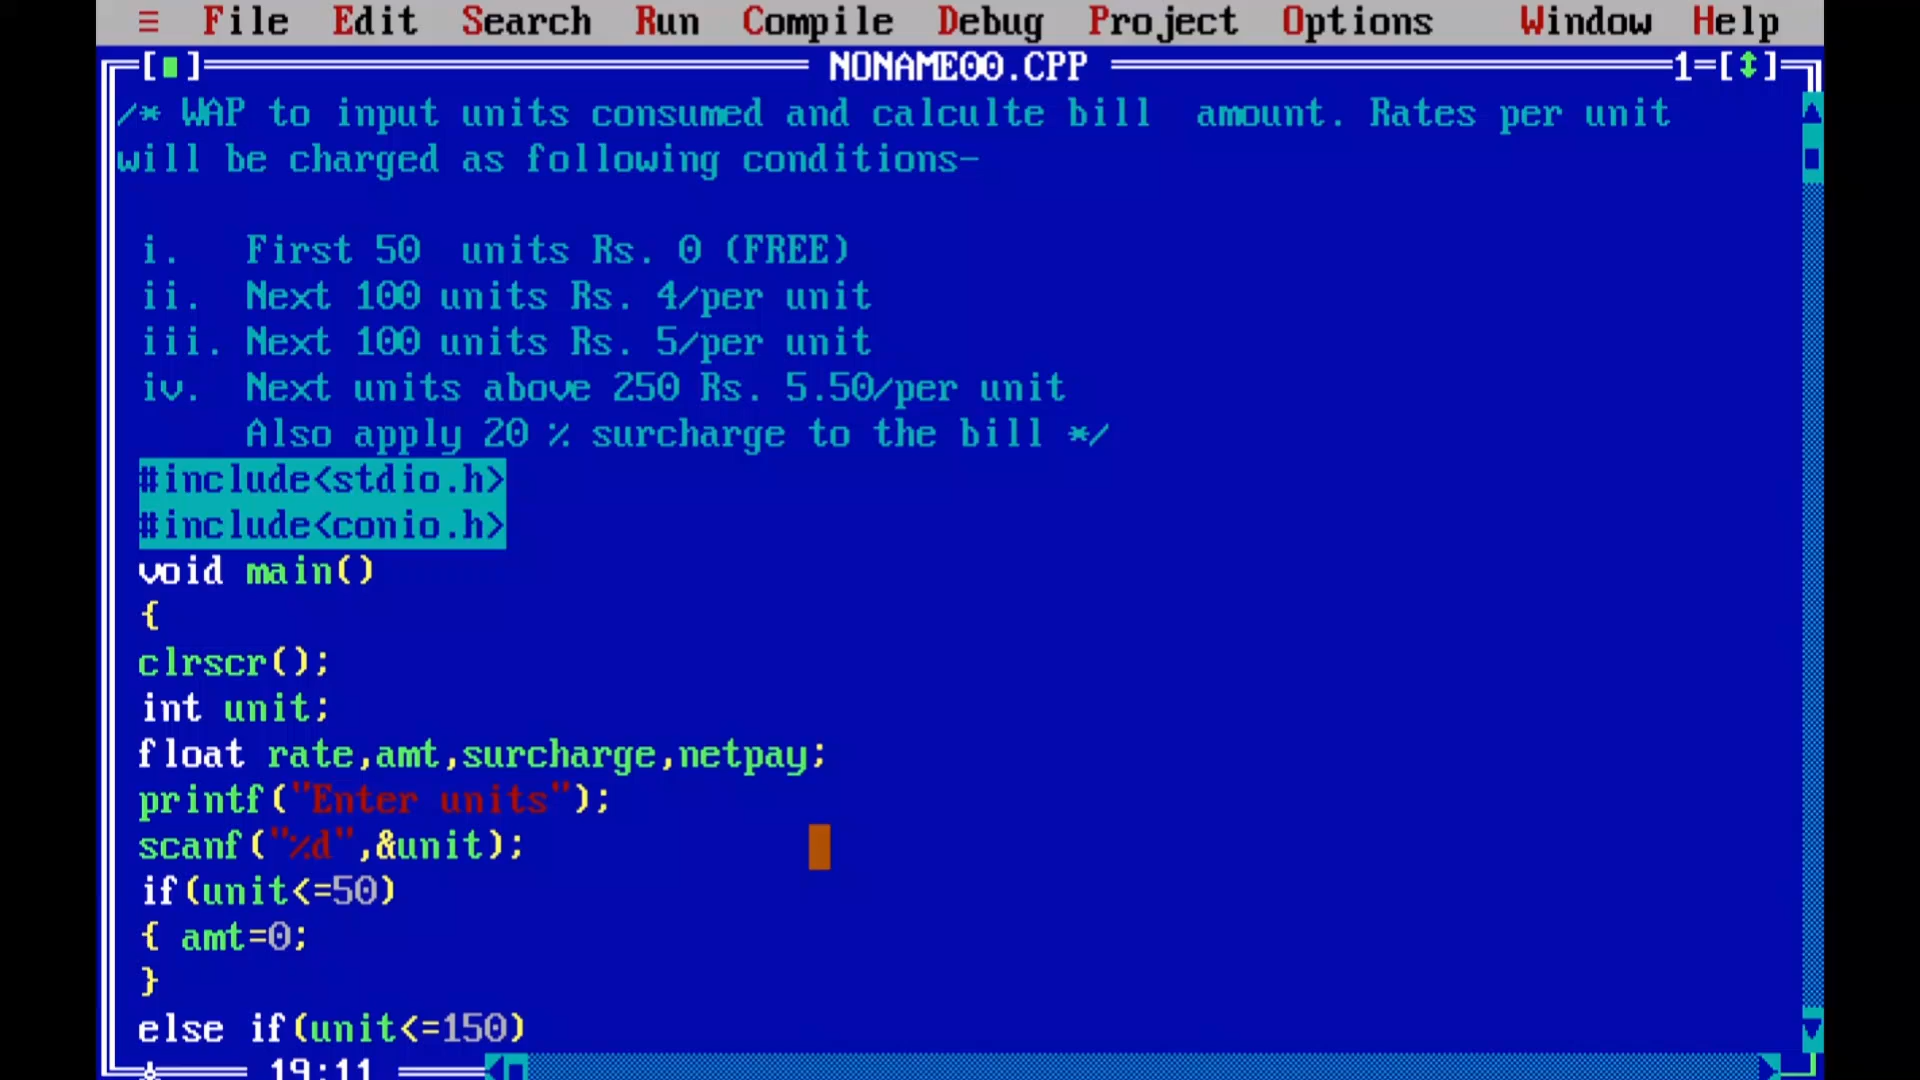 ≡ File Edit Search Run Compile Debug Project Options Window Help
[■] NONAME00.CPP 1=[↕]
/* WAP to input units consumed and calculte bill  amount. Rates per unit
will be charged as following conditions-
i.   First 50  units Rs. 0 (FREE)
ii.  Next 100 units Rs. 4/per unit
iii. Next 100 units Rs. 5/per unit
iv.  Next units above 250 Rs. 5.50/per unit
Also apply 20 % surcharge to the bill */
#include<stdio.h>
#include<conio.h>
void main()
{
clrscr();
int unit;
float rate,amt,surcharge,netpay;
printf("Enter units");
scanf("%d",&unit);
if(unit<=50)
{ amt=0;
}
else if(unit<=150)
19:11